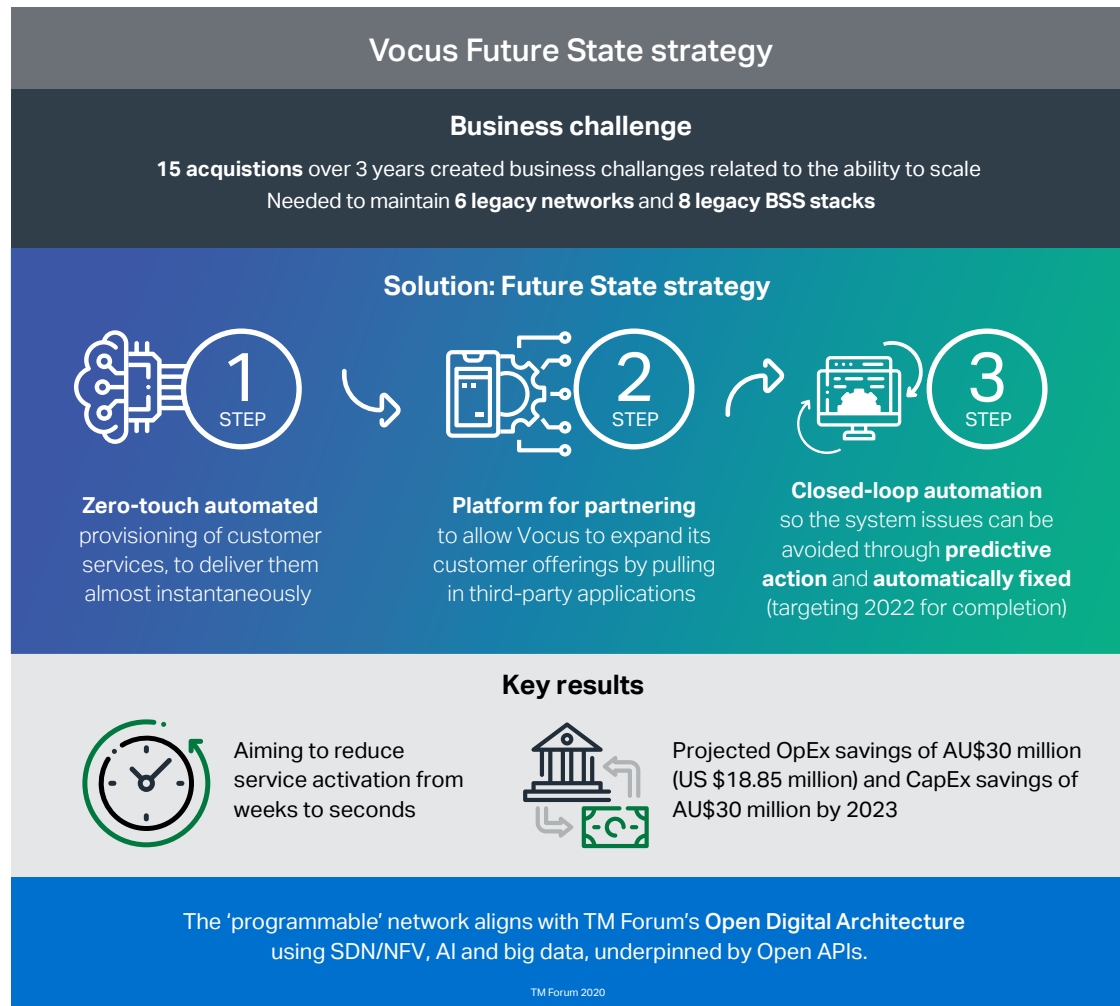 Vocus Future State strategy
Business challenge
15 acquistions over 3 years created business challanges related to the ability to scale
Needed to maintain 6 legacy networks and 8 legacy BSS stacks
Solution: Future State strategy
1
STEP
Zero-touch automated
provisioning of customer
services, to deliver them
almost instantaneously
2
STEP
Platform for partnering
to allow Vocus to expand its
customer offerings by pulling
in third-party applications
3
STEP
Closed-loop automation
so the system issues can be
avoided through predictive
action and automatically fixed
(targeting 2022 for completion)
Key results
Aiming to reduce
service activation from
weeks to seconds
Projected OpEx savings of AU$30 million
(US $18.85 million) and CapEx savings of
AU$30 million by 2023
The ‘programmable’ network aligns with TM Forum’s Open Digital Architecture
using SDN/NFV, AI and big data, underpinned by Open APIs.
TM Forum 2020